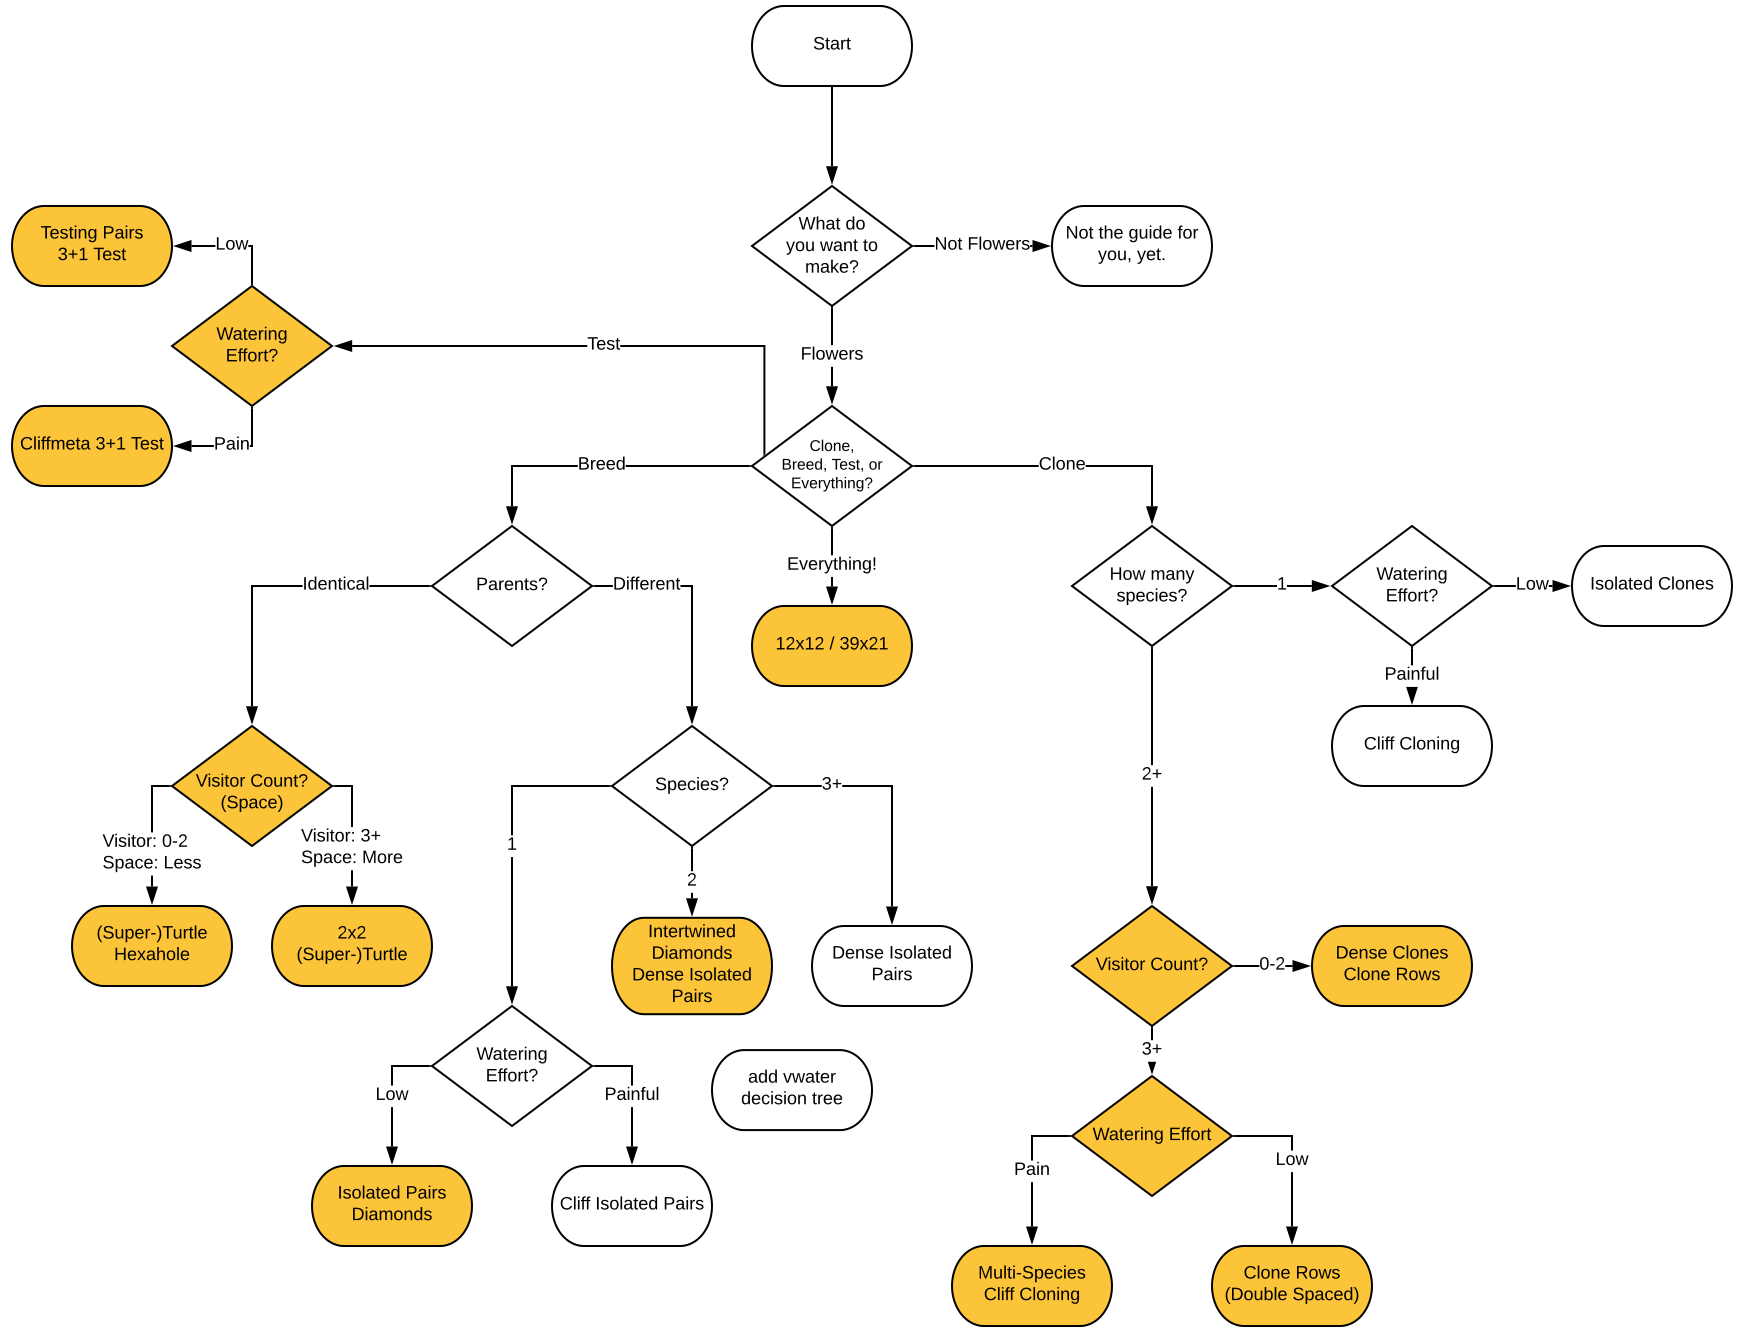 Start
What do
you want to
make?
Not Flowers
Not the guide for
you, yet.
Testing Pairs
3+1 Test
Low
Watering
Effort?
Test
Flowers
Cliffmeta 3+1 Test
Pain
Clone,
Breed, Test, or
Everything?
Breed
Clone
Everything!
Identical
Parents?
Different
12x12 / 39x21
How many
species?
1
Watering
Effort?
Low
Isolated Clones
Painful
Cliff Cloning
2+
Visitor Count?
(Space)
Visitor: 0-2
Space: Less
Visitor: 3+
Space: More
Species?
3+
1
2
(Super-)Turtle
Hexahole
2x2
(Super-)Turtle
Intertwined
Diamonds
Dense Isolated
Pairs
Dense Isolated
Pairs
Visitor Count?
0-2
Dense Clones
Clone Rows
3+
Watering
Effort?
Low
Painful
add vwater
decision tree
Watering Effort
Pain
Low
Isolated Pairs
Diamonds
Cliff Isolated Pairs
Multi-Species
Cliff Cloning
Clone Rows
(Double Spaced)